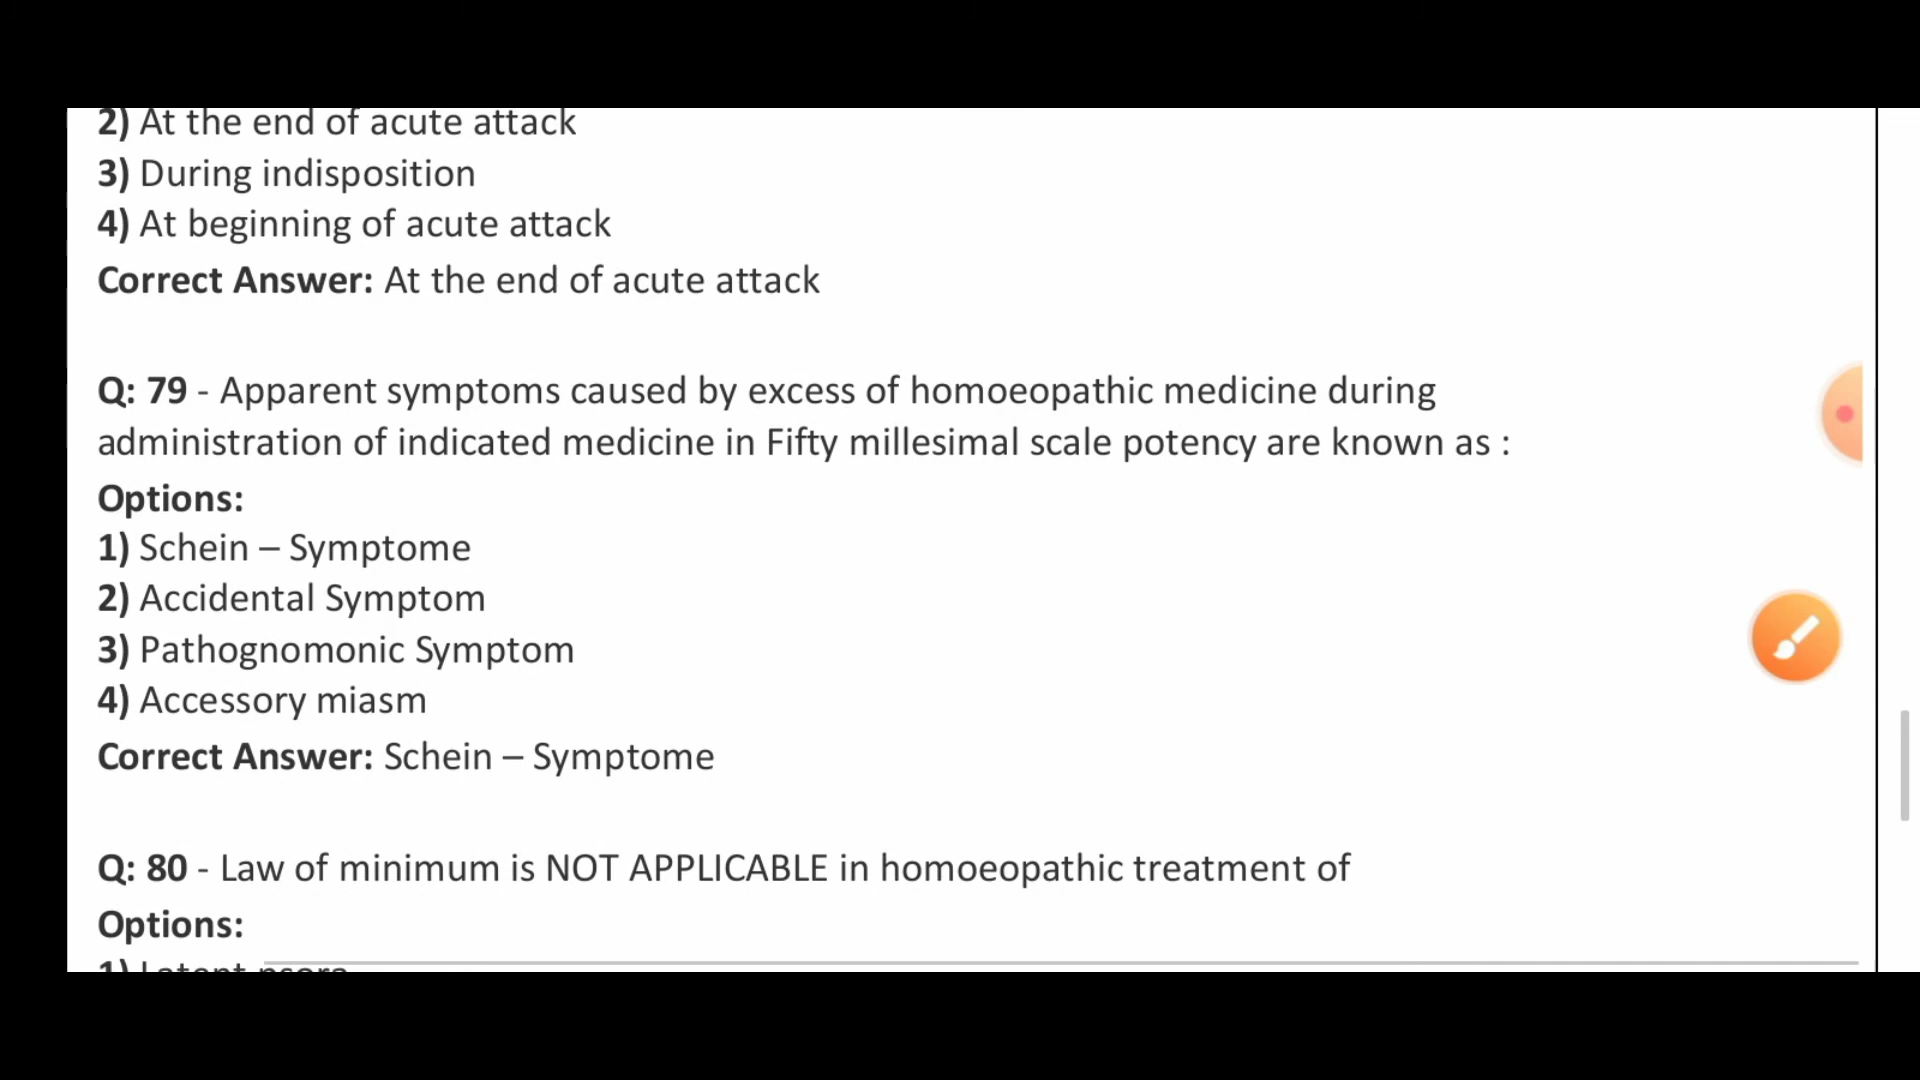 2) At the end of acute attack
3) During indisposition
4) At beginning of acute attack
Correct Answer: At the end of acute attack
Q: 79 - Apparent symptoms caused by excess of homoeopathic medicine during
administration of indicated medicine in Fifty millesimal scale potency are known as :
Options:
1) Schein – Symptome
2) Accidental Symptom
3) Pathognomonic Symptom
4) Accessory miasm
Correct Answer: Schein – Symptome
Q: 80 - Law of minimum is NOT APPLICABLE in homoeopathic treatment of
Options:
1) Latent psora